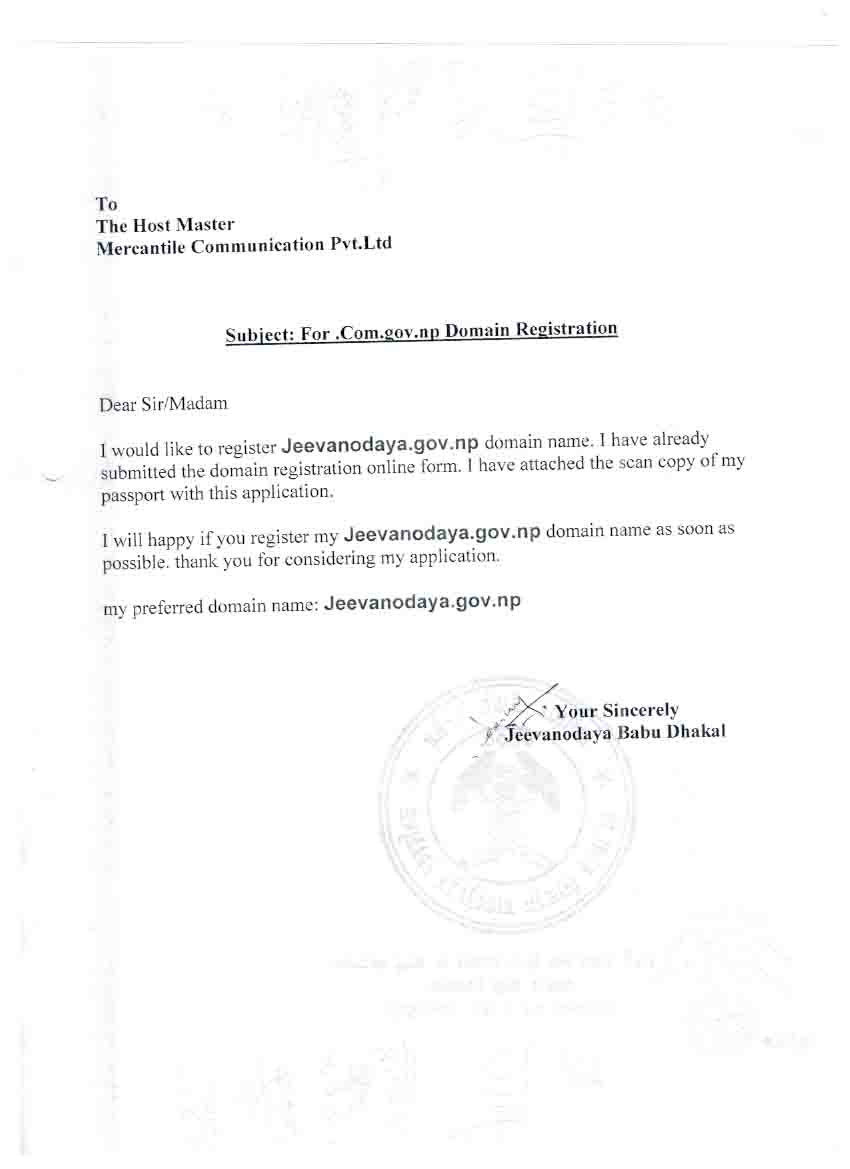 To
The Host Master
Mercantile Communication Pvt.Ltd
Subject: For .Com.gov.np Domain Registration
Dear Sir/Madam
I would like to register Jeevanodaya.gov.np domain name. I have already
submitted the domain registration online form. I have attached the scan copy of my
passport with this application.
I will happy if you register my Jeevanodaya.gov.np domain name as soon as
possible. thank you for considering my application.
my preferred domain name: Jeevanodaya.gov.np
Your Sincerely
Jeevanodaya Babu Dhakal